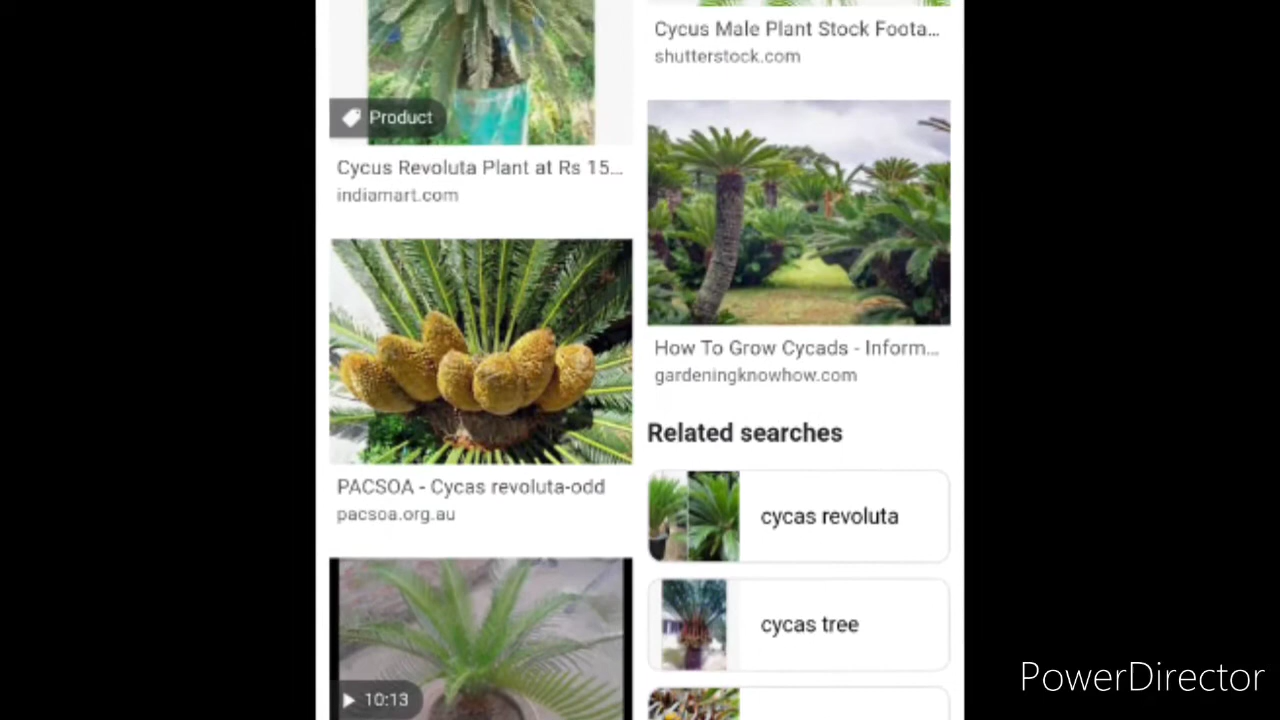 Product
Cycus Revoluta Plant at Rs 15...
indiamart.com
PACSOA - Cycas revoluta-odd
pacsoa.org.au
10:13
Cycus Male Plant Stock Foota...
shutterstock.com
How To Grow Cycads - Inform...
gardeningknowhow.com
Related searches
cycas revoluta
cycas tree
PowerDirector